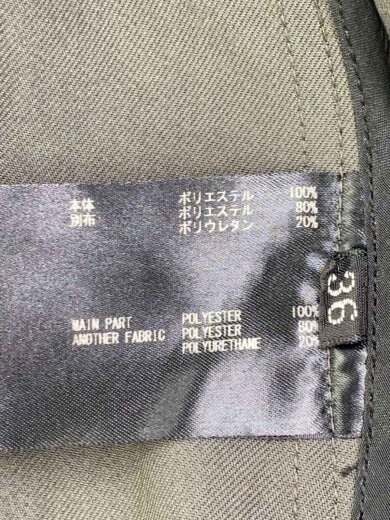 本体 ポリエステル 100%
別布 ポリエステル 80%
ポリウレタン 20%
36
MAIN PART POLYESTER 100%
ANOTHER FABRIC POLYESTER 80%
POLYURETHANE 20%